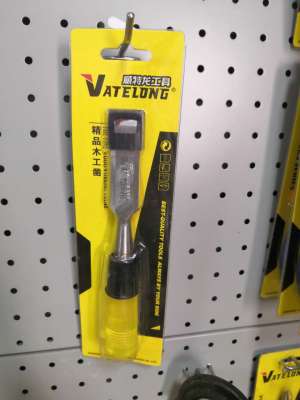 威特龙工具
VATELONG®
精品木工凿
BEST-QUALITY TOOLS ALWAYS BY YOUR SIDE
VATELONG